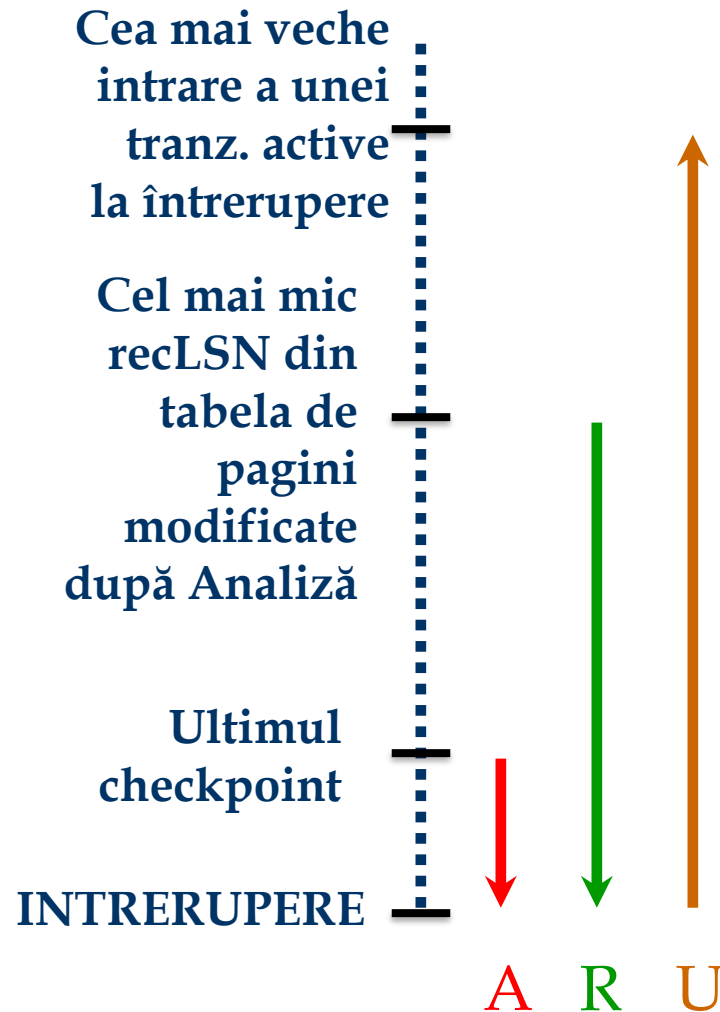 Cea mai veche
intrare a unei
tranz. active
la întrerupere
Cel mai mic
recLSN din
tabela de
pagini
modificate
după Analiză
Ultimul
checkpoint
INTRERUPERE
A R U